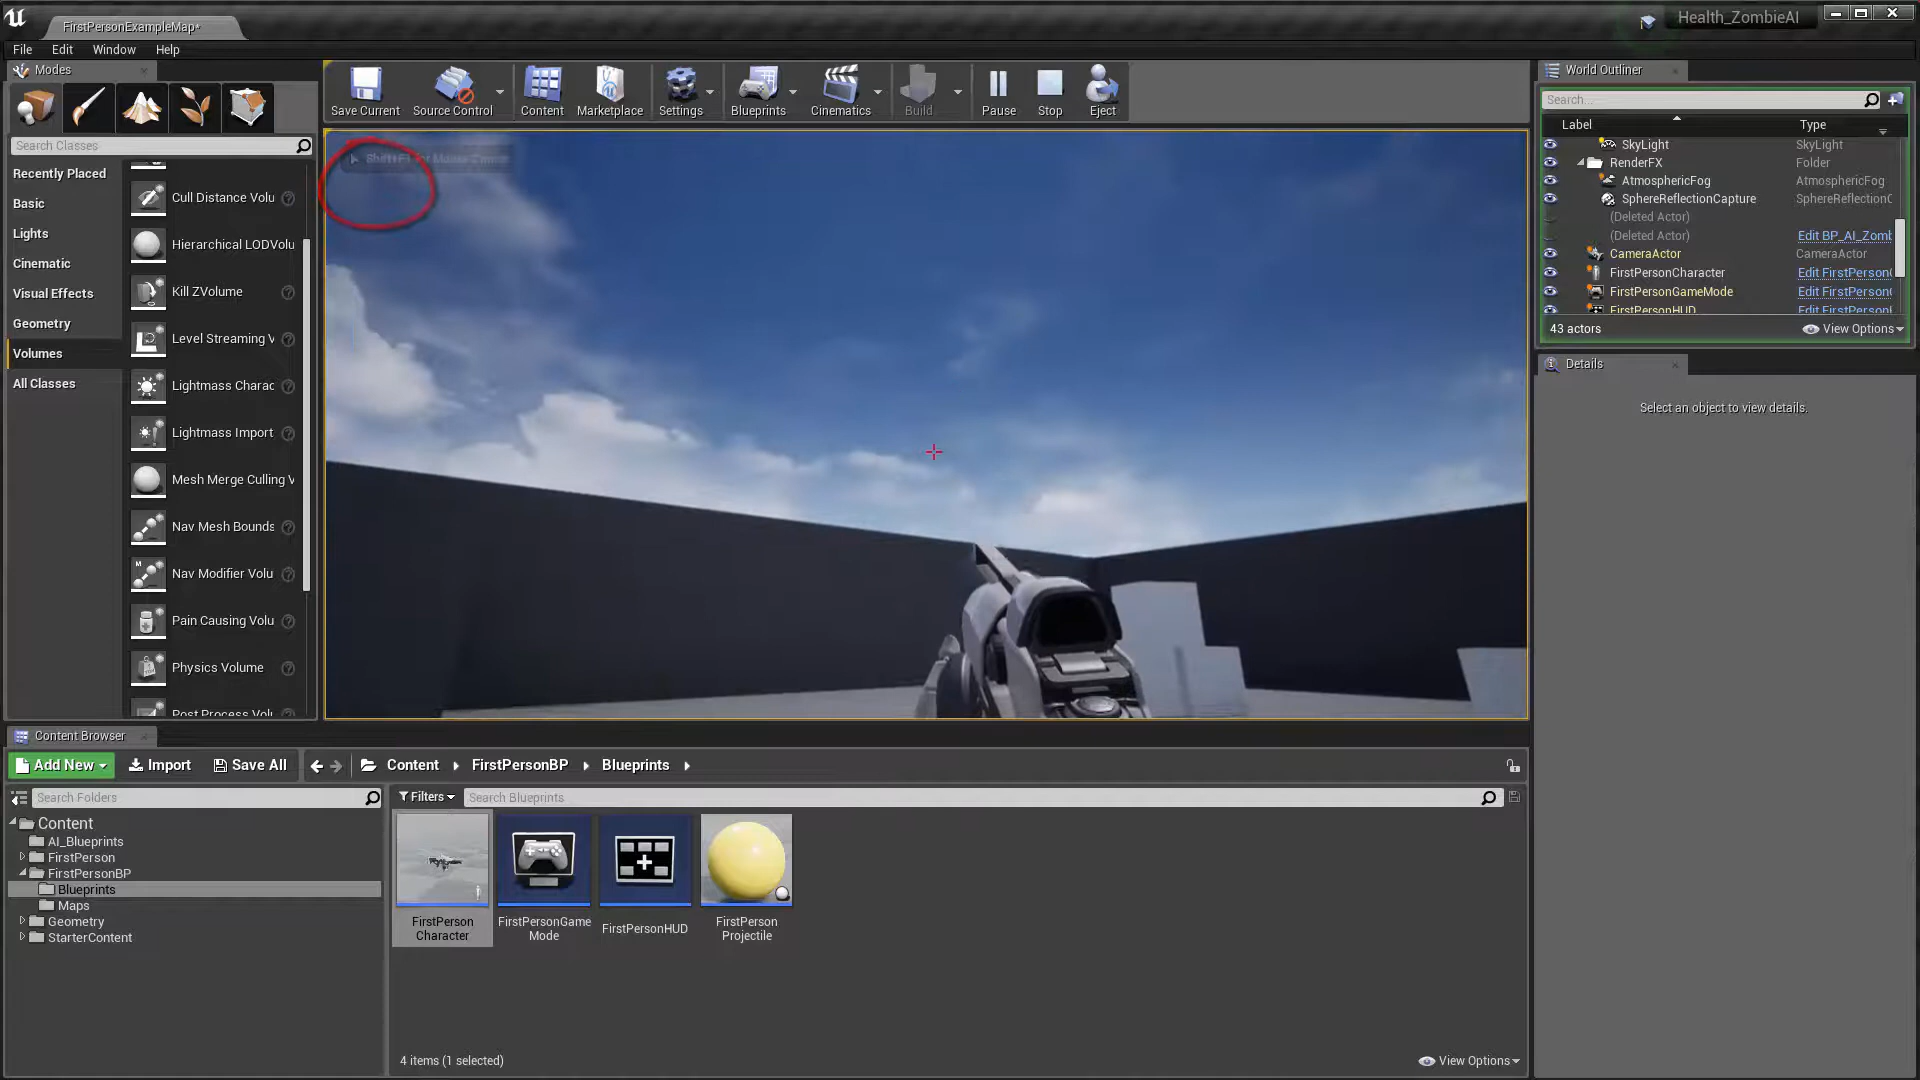 FirstPersonExampleMap*
Health_ZombieAI
File Edit Window Help
Modes
Search Classes
Recently Placed
Basic
Lights
Cinematic
Visual Effects
Geometry
Volumes
All Classes
Cull Distance Volu
Hierarchical LODVolu
Kill ZVolume
Level Streaming V
Lightmass Charac
Lightmass Import
Mesh Merge Culling V
Nav Mesh Bounds
Nav Modifier Volu
Pain Causing Volu
Physics Volume
Post Process Volu
Save Current
Source Control
Content
Marketplace
Settings
Blueprints
Cinematics
Build
Pause
Stop
Eject
Shift+F1 for Mouse Cursor
World Outliner
Search...
Label Type
SkyLight SkyLight
RenderFX Folder
AtmosphericFog AtmosphericFog
SphereReflectionCapture SphereReflectionC
(Deleted Actor)
(Deleted Actor) Edit BP_AI_Zomb
CameraActor CameraActor
FirstPersonCharacter Edit FirstPerson
FirstPersonGameMode Edit FirstPerson
FirstPersonHUD Edit FirstPerson
43 actors
View Options
Details
Select an object to view details.
Content Browser
Add New Import Save All
Content FirstPersonBP Blueprints
Search Folders
Filters
Search Blueprints
Content
AI_Blueprints
FirstPerson
FirstPersonBP
Blueprints
Maps
Geometry
StarterContent
FirstPerson
Character
FirstPersonGame
Mode
FirstPersonHUD
FirstPerson
Projectile
4 items (1 selected)
View Options